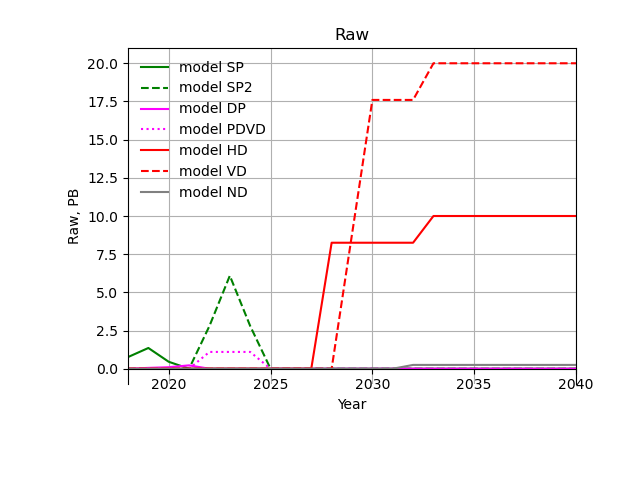 Raw
20.0
17.5
15.0
12.5
10.0
7.5
5.0
2.5
0.0
Raw, PB
model SP
model SP2
model DP
model PDVD
model HD
model VD
model ND
2020 2025 2030 2035 2040
Year